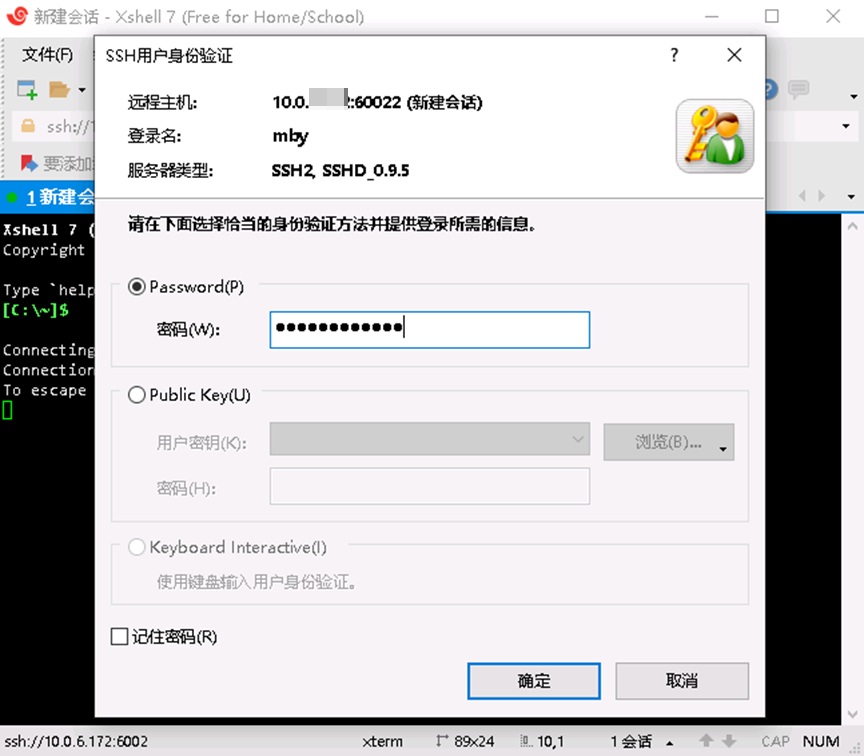 新建会话 - Xshell 7 (Free for Home/School)
文件(F)
SSH用户身份验证
?
远程主机:
10.0. :60022 (新建会话)
登录名:
mby
服务器类型:
SSH2, SSHD_0.9.5
ssh://1
要添加
1新建会
请在下面选择恰当的身份验证方法并提供登录所需的信息。
Xshell 7 (
Copyright
Type `help
[C:\~]$
Connecting
Connection
To escape
Password(P)
密码(W):
Public Key(U)
用户密钥(K):
浏览(B)...
密码(H):
Keyboard Interactive(I)
使用键盘输入用户身份验证。
记住密码(R)
确定
取消
ssh://10.0.6.172:6002
xterm
89x24
10,1
1 会话
CAP
NUM